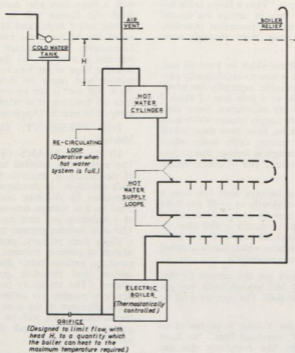 AIR
VENT
BOILER
RELIEF
COLD WATER
TANK
H
HOT
WATER
CYLINDER
RE-CIRCULATING
LOOP
(Operative when
hot water
system is full.)
HOT
WATER
SUPPLY
LOOPS
ELECTRIC
BOILER
(Thermostatically
controlled.)
ORIFICE
(Designed to limit flow, with
head H, to a quantity which
the boiler can heat to the
maximum temperature required.)